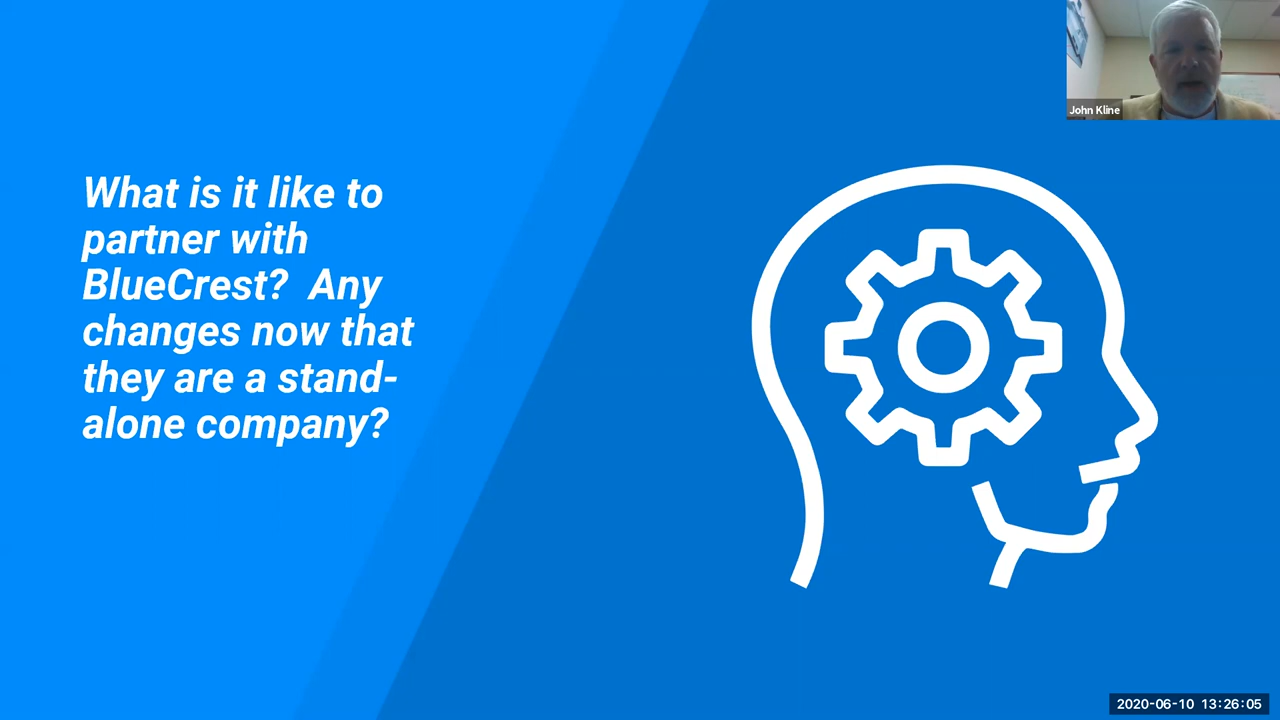 What is it like to
partner with
BlueCrest?  Any
changes now that
they are a stand-
alone company?
John Kline
2020-06-10 13:26:05